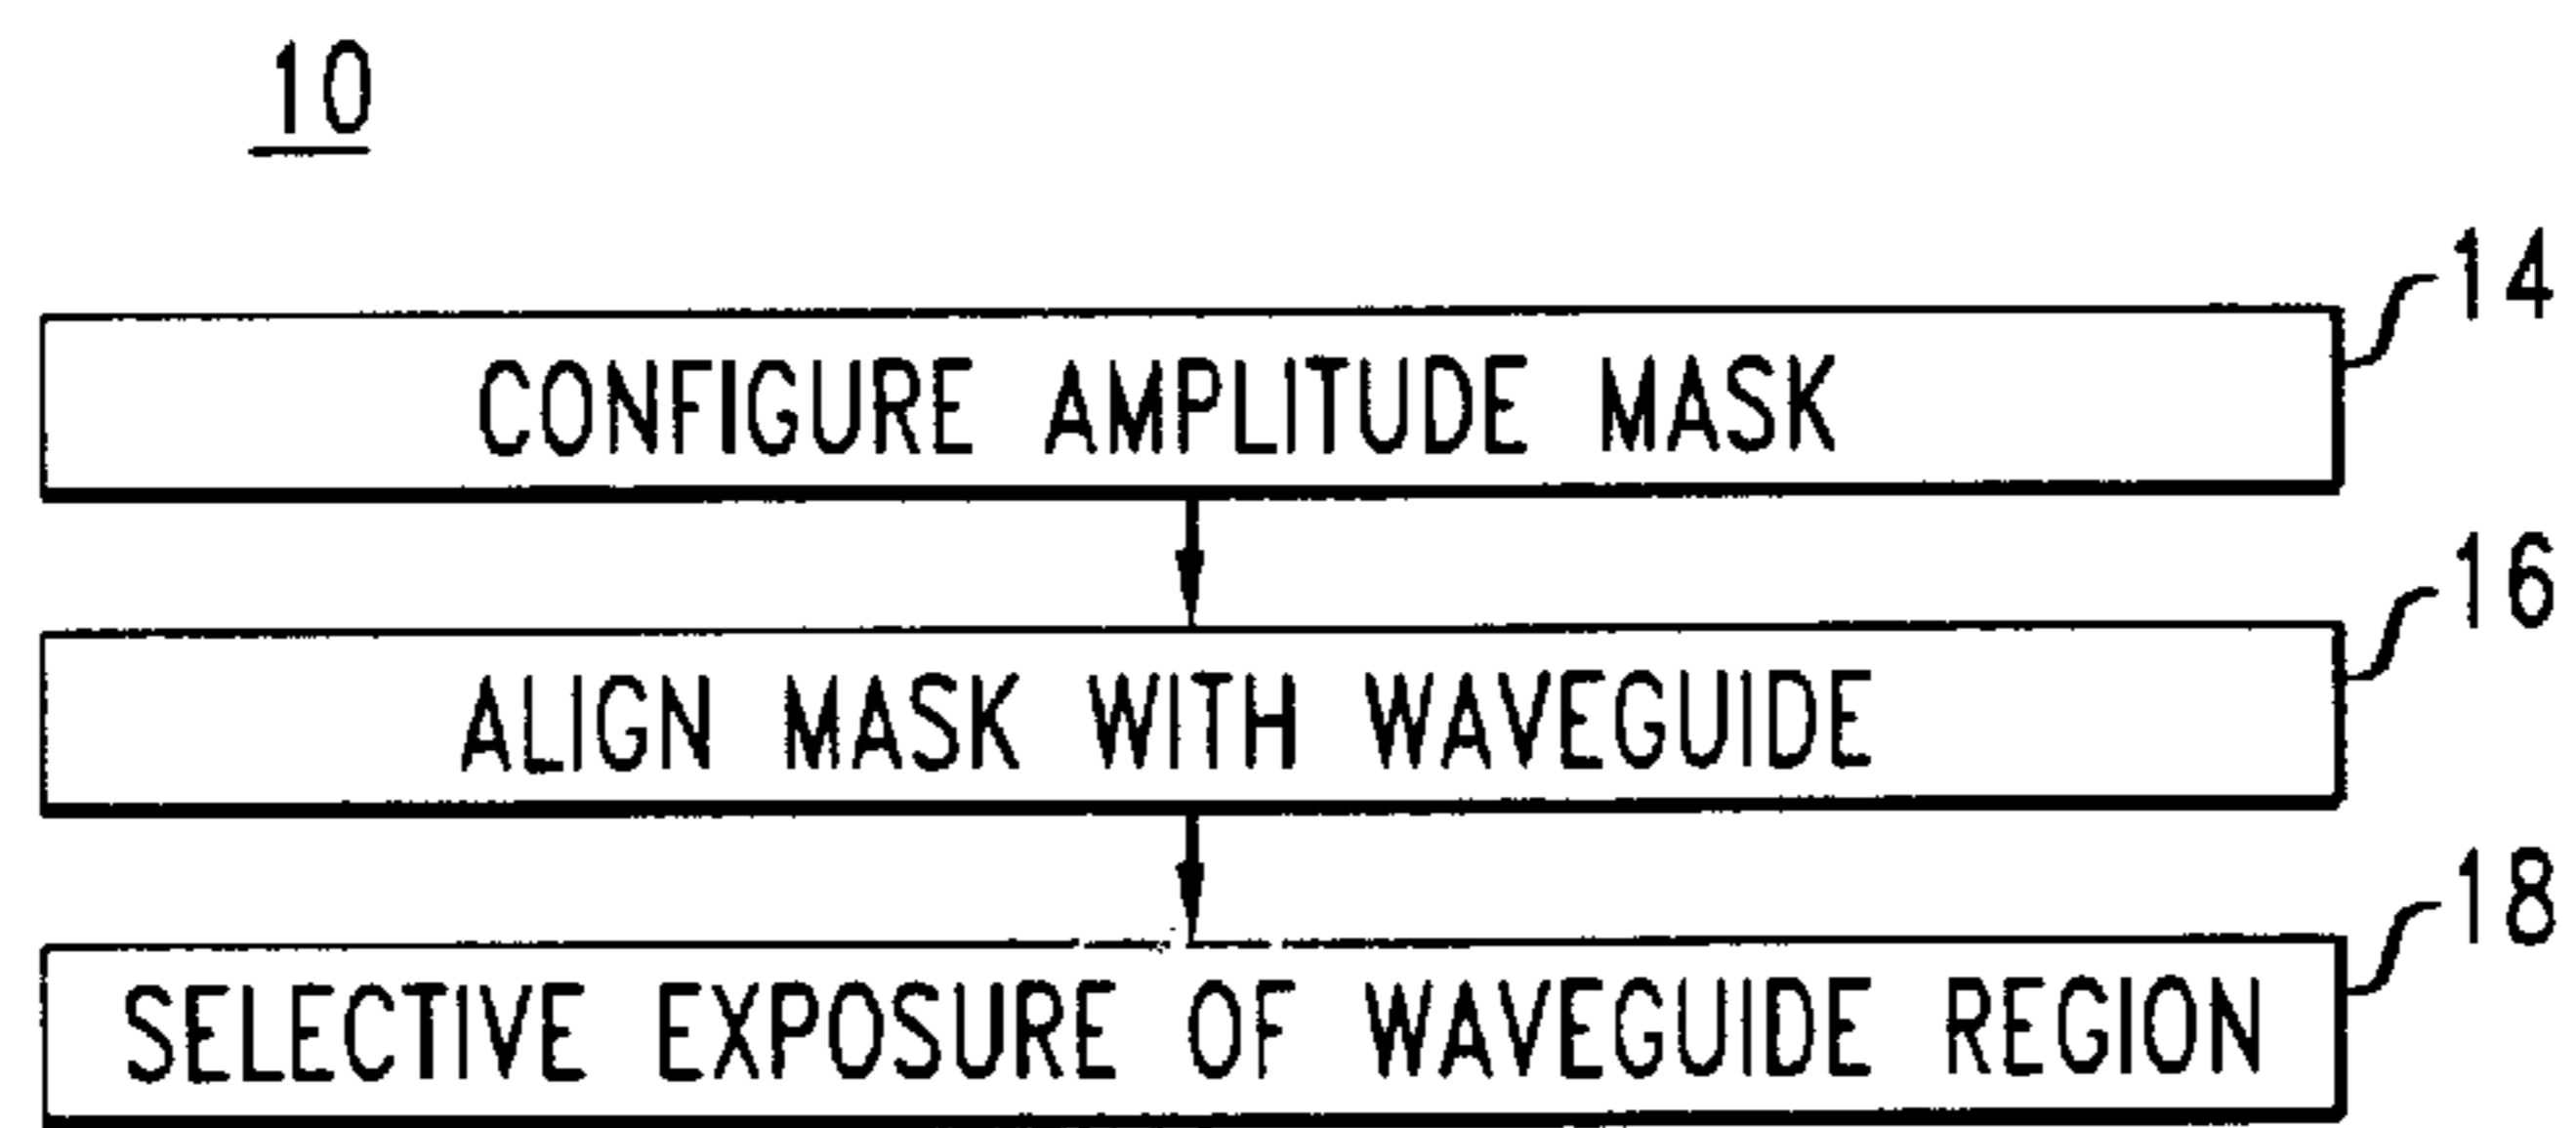 10
14
CONFIGURE AMPLITUDE MASK
16
ALIGN MASK WITH WAVEGUIDE
18
SELECTIVE EXPOSURE OF WAVEGUIDE REGION